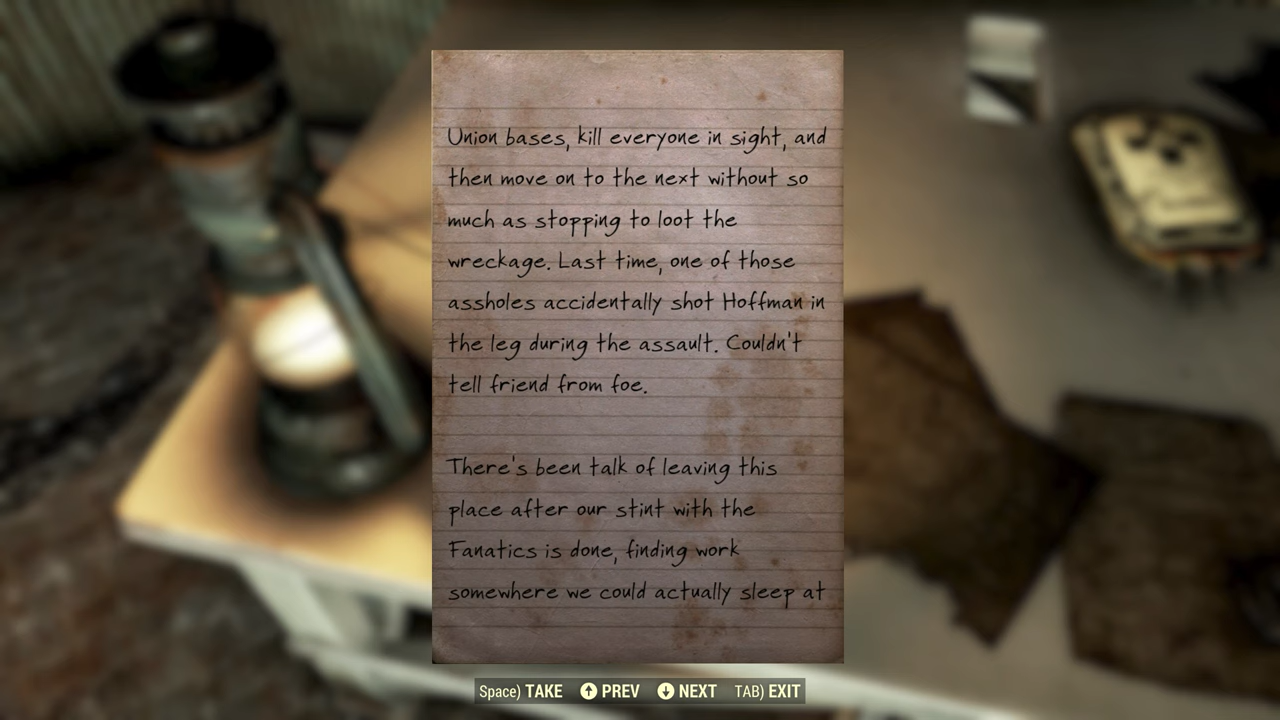 Union bases, kill everyone in sight, and
then move on to the next without so
much as stopping to loot the
wreckage. Last time, one of those
assholes accidentally shot Hoffman in
the leg during the assault. Couldn't
tell friend from foe.
There's been talk of leaving this
place after our stint with the
Fanatics is done, finding work
somewhere we could actually sleep at
Space) TAKE PREV NEXT TAB) EXIT